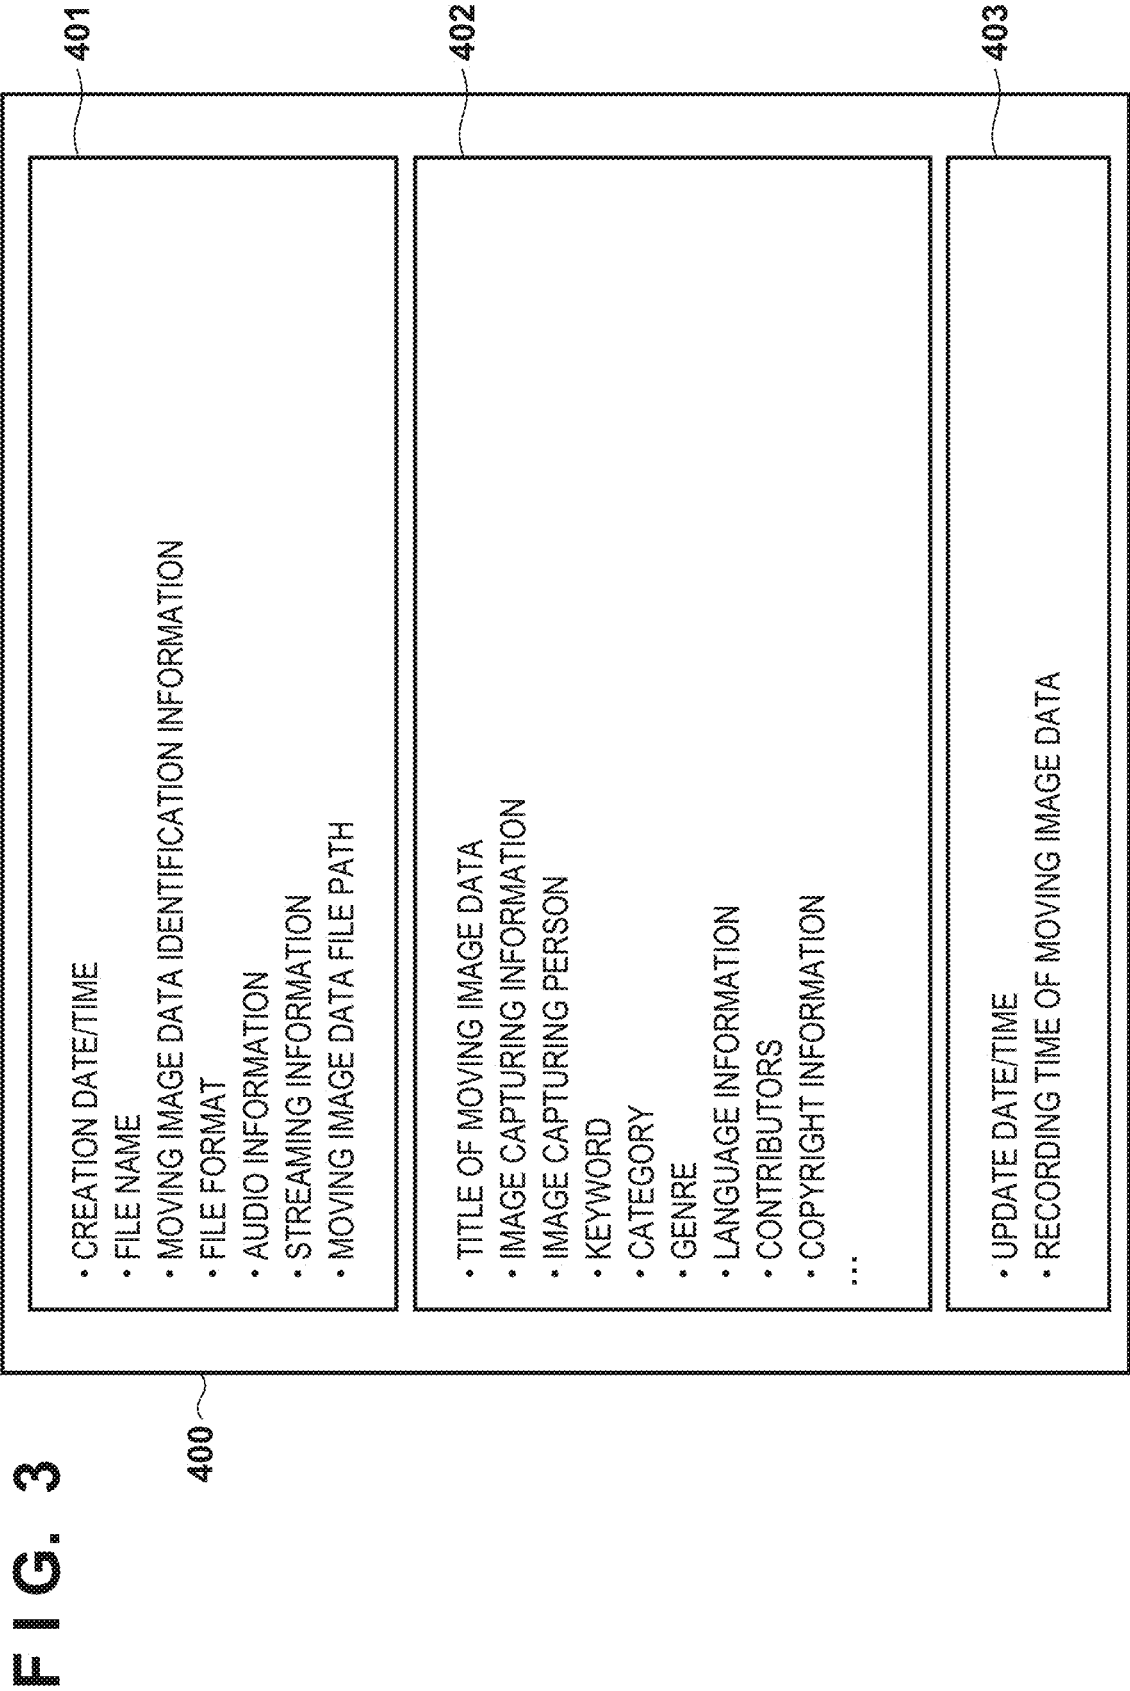 FIG. 3
400
401
• CREATION DATE/TIME
• FILE NAME
• MOVING IMAGE DATA IDENTIFICATION INFORMATION
• FILE FORMAT
• AUDIO INFORMATION
• STREAMING INFORMATION
• MOVING IMAGE DATA FILE PATH
402
• TITLE OF MOVING IMAGE DATA
• IMAGE CAPTURING INFORMATION
• IMAGE CAPTURING PERSON
• KEYWORD
• CATEGORY
• GENRE
• LANGUAGE INFORMATION
• CONTRIBUTORS
• COPYRIGHT INFORMATION
...
403
• UPDATE DATE/TIME
• RECORDING TIME OF MOVING IMAGE DATA